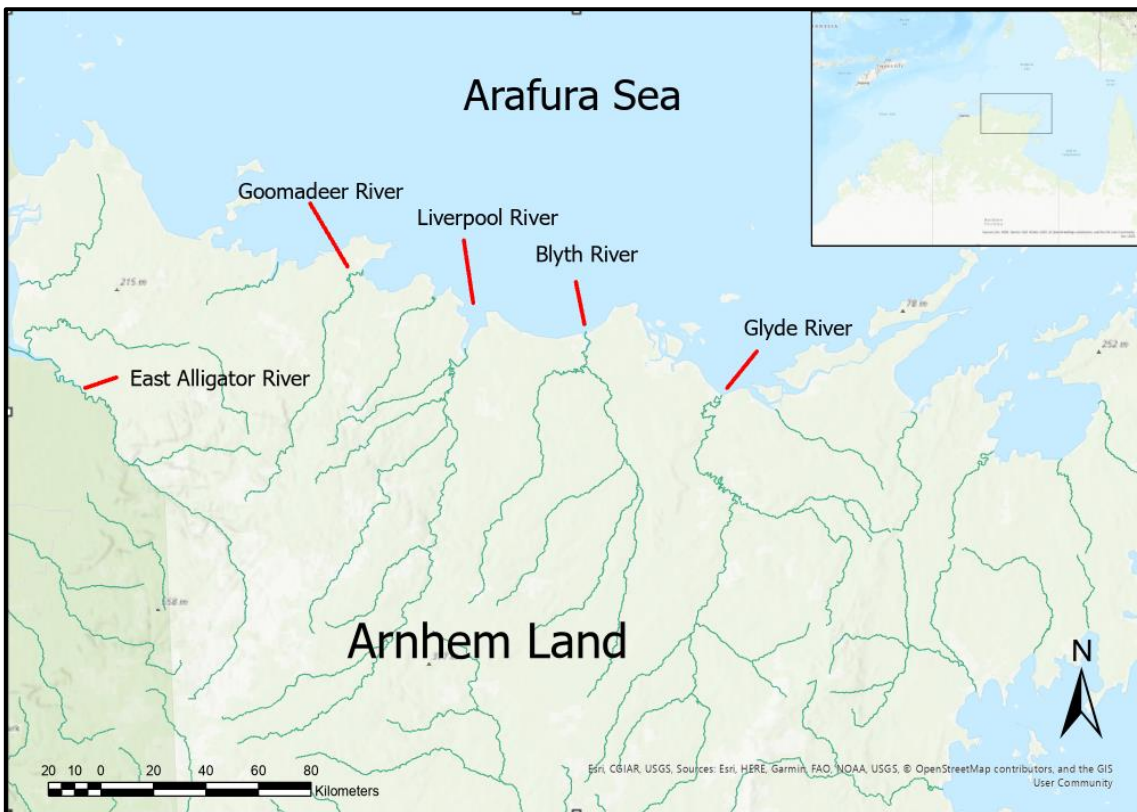 Arafura Sea
Goomadeer River
Liverpool River
Blyth River
215 m
78 m
Glyde River
252 m
East Alligator River
558 m
Arnhem Land
N
20 10 0 20 40 60 80
Kilometers
Esri, CGIAR, USGS, Sources: Esri, HERE, Garmin, FAO, NOAA, USGS, © OpenStreetMap contributors, and the GIS
User Community